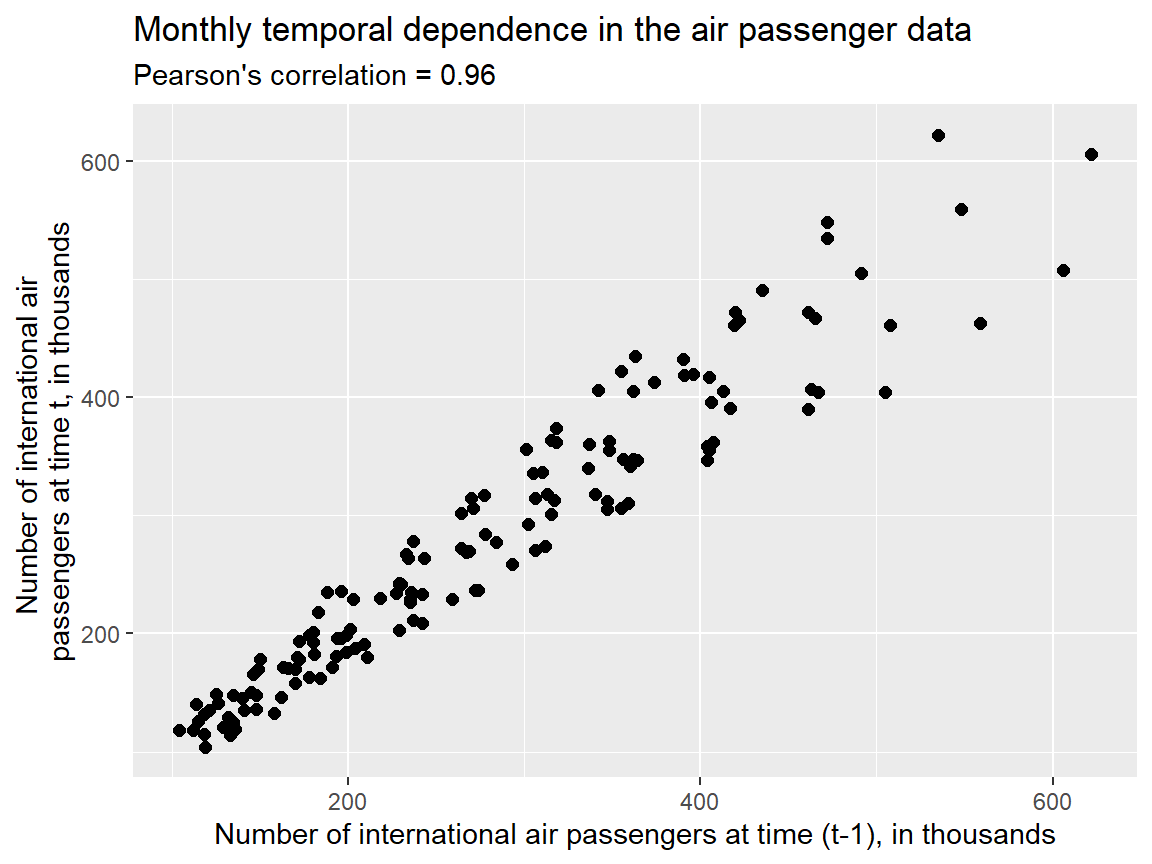 Monthly temporal dependence in the air passenger data
Pearson's correlation = 0.96
Number of international air
passengers at time t, in thousands
600
400
200
200
400
600
Number of international air passengers at time (t-1), in thousands